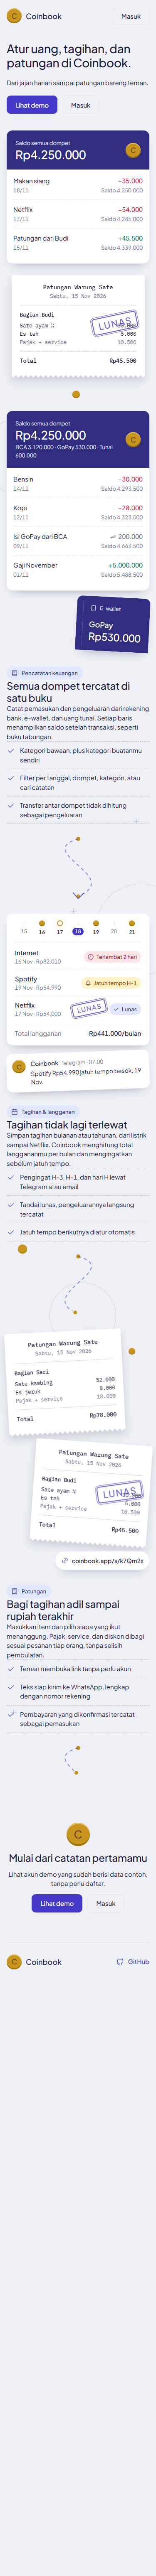 C Coinbook Masuk
Atur uang, tagihan, dan
patungan di Coinbook.
Dari jajan harian sampai patungan bareng teman.
Lihat demo Masuk
Saldo semua dompet
Rp4.250.000
C
Makan siang −35.000
18/11 Saldo 4.250.000
Netflix −54.000
17/11 Saldo 4.285.000
Patungan dari Budi +45.500
15/11 Saldo 4.339.000
Patungan Warung Sate
Sabtu, 15 Nov 2026
Bagian Budi
Sate ayam ½
Es teh 5.000
Pajak + service 10.500
LUNAS
Total Rp45.500
Saldo semua dompet
Rp4.250.000
BCA Rp3.120.000 · GoPay 530.000 · Tunai
600.000
C
Bensin −30.000
14/11 Saldo 4.293.500
Kopi −28.000
12/11 Saldo 4.323.500
Isi GoPay dari BCA 200.000
09/11 Saldo 4.663.500
Gaji November +5.000.000
01/11 Saldo 5.488.500
E-wallet
GoPay
Rp530.000
Pencatatan keuangan
Semua dompet tercatat di
satu buku
Catat pemasukan dan pengeluaran dari rekening
bank, e-wallet, dan uang tunai. Setiap baris
menampilkan saldo setelah transaksi, seperti
buku tabungan.
Kategori bawaan, plus kategori buatanmu
sendiri
Filter per tanggal, dompet, kategori, atau
cari catatan
Transfer antar dompet tidak dihitung
sebagai pengeluaran
15 16 17 18 19 20 21
Internet
16 Nov Rp82.010
Terlambat 2 hari
Spotify
19 Nov Rp54.990
Jatuh tempo H-1
Netflix
17 Nov Rp54.000
LUNAS
Lunas
Total langganan Rp441.000/bulan
C
Coinbook Telegram · 07.00
Spotify Rp54.990 jatuh tempo besok, 19
Nov.
Tagihan & langganan
Tagihan tidak lagi terlewat
Simpan tagihan bulanan atau tahunan, dari listrik
sampai Netflix. Coinbook menghitung total
langgananmu per bulan dan mengingatkan
sebelum jatuh tempo.
Pengingat H-3, H-1, dan hari H lewat
Telegram atau email
Tandai lunas, pengeluarannya langsung
tercatat
Jatuh tempo berikutnya diatur otomatis
Patungan Warung Sate
Sabtu, 15 Nov 2026
Bagian Sari
Sate kambing 52.000
Es jeruk 8.000
Pajak + service 18.000
Total Rp78.000
Patungan Warung Sate
Sabtu, 15 Nov 2026
Bagian Budi
Sate ayam ½
Es teh 5.000
Pajak + service 10.500
LUNAS
Total Rp45.500
coinbook.app/s/k7Qm2x
Patungan
Bagi tagihan adil sampai
rupiah terakhir
Masukkan item dan pilih siapa yang ikut
menanggung. Pajak, service, dan diskon dibagi
sesuai pesanan tiap orang, tanpa selisih
pembulatan.
Teman membuka link tanpa perlu akun
Teks siap kirim ke WhatsApp, lengkap
dengan nomor rekening
Pembayaran yang dikonfirmasi tercatat
sebagai pemasukan
C
Mulai dari catatan pertamamu
Lihat akun demo yang sudah berisi data contoh,
tanpa perlu daftar.
Lihat demo Masuk
C Coinbook GitHub